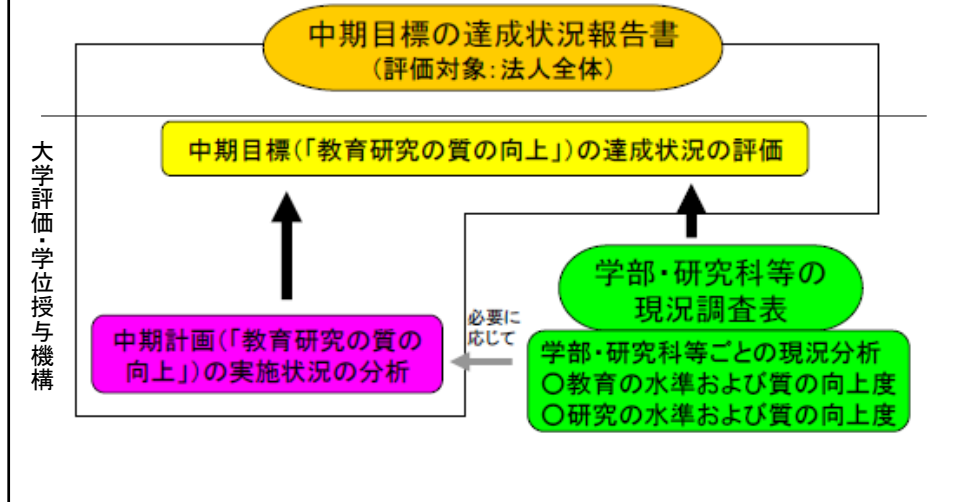 中期目標の達成状況報告書
（評価対象：法人全体）
中期目標（「教育研究の質の向上」）の達成状況の評価
大学評価・学位授与機構
学部・研究科等の
現況調査表
必要に
応じて
中期計画（「教育研究の質の
向上」）の実施状況の分析
学部・研究科等ごとの現況分析
○教育の水準および質の向上度
○研究の水準および質の向上度